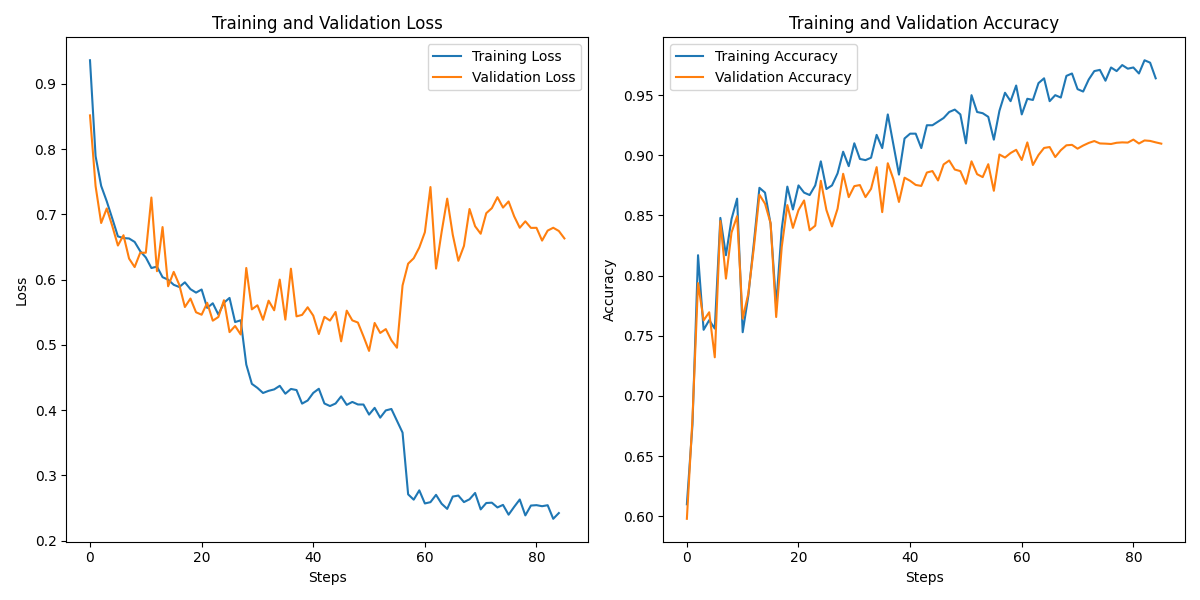 Training and Validation Loss
Training Loss
Validation Loss
0.9
0.8
0.7
0.6
0.5
0.4
0.3
0.2
Loss
0 20 40 60 80
Steps
Training and Validation Accuracy
Training Accuracy
Validation Accuracy
0.95
0.90
0.85
0.80
0.75
0.70
0.65
0.60
Accuracy
0 20 40 60 80
Steps